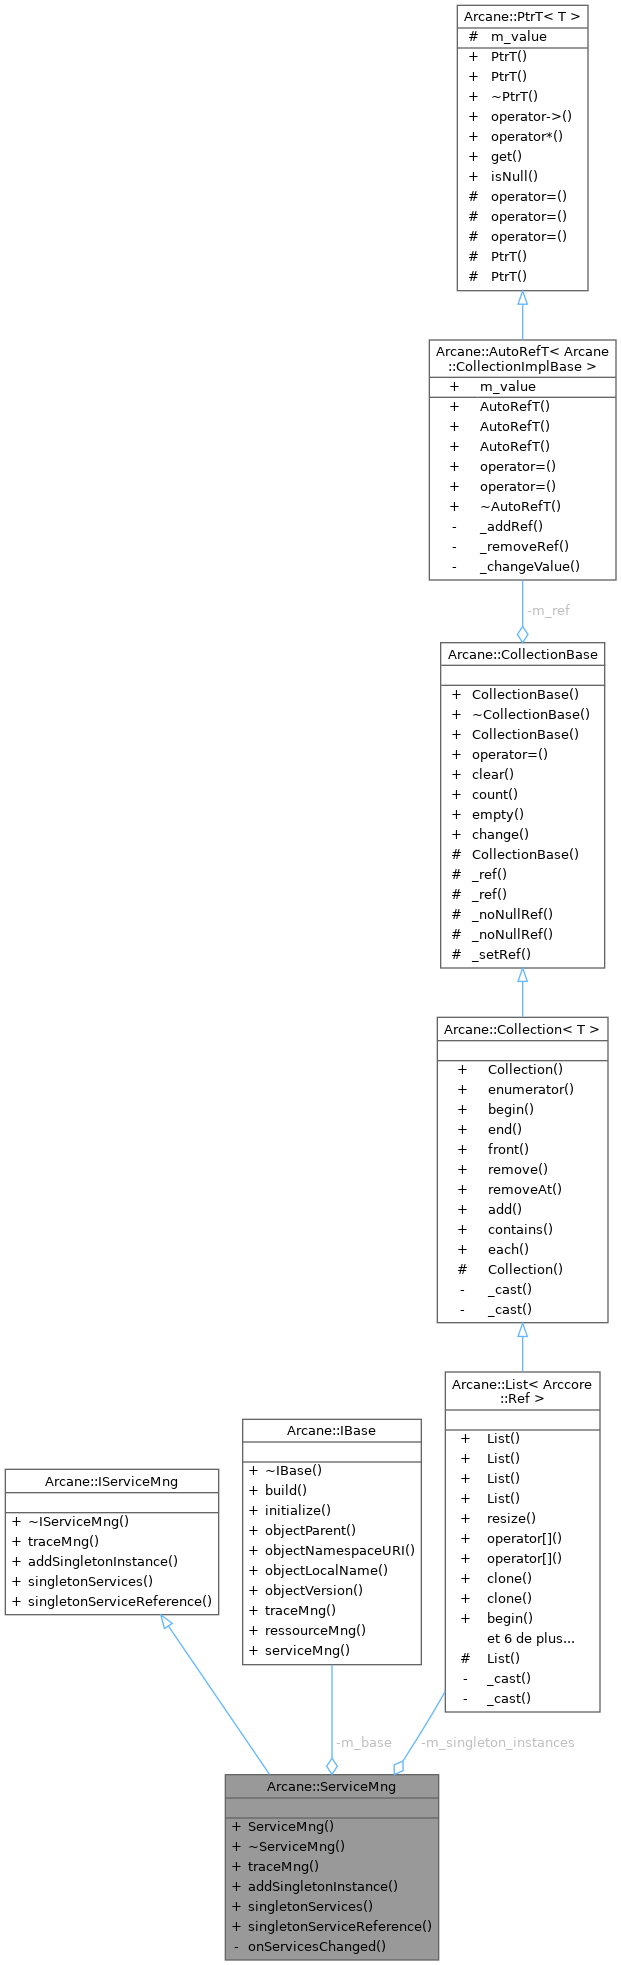 Arcane::PtrT< T >
# m_value
+ PtrT()
+ PtrT()
+ ~PtrT()
+ operator->()
+ operator*()
+ get()
+ isNull()
# operator=()
# operator=()
# operator=()
# PtrT()
# PtrT()
Arcane::AutoRefT< Arcane
::CollectionImplBase >
+ m_value
+ AutoRefT()
+ AutoRefT()
+ AutoRefT()
+ operator=()
+ operator=()
+ ~AutoRefT()
- _addRef()
- _removeRef()
- _changeValue()
-m_ref
Arcane::CollectionBase
+ CollectionBase()
+ ~CollectionBase()
+ CollectionBase()
+ operator=()
+ clear()
+ count()
+ empty()
+ change()
# CollectionBase()
# _ref()
# _ref()
# _noNullRef()
# _noNullRef()
# _setRef()
Arcane::Collection< T >
+ Collection()
+ enumerator()
+ begin()
+ end()
+ front()
+ remove()
+ removeAt()
+ add()
+ contains()
+ each()
# Collection()
- _cast()
- _cast()
Arcane::List< Arccore
::Ref >
+ List()
+ List()
+ List()
+ List()
+ resize()
+ operator[]()
+ operator[]()
+ clone()
+ clone()
+ begin()
et 6 de plus...
# List()
- _cast()
- _cast()
Arcane::IBase
+ ~IBase()
+ build()
+ initialize()
+ objectParent()
+ objectNamespaceURI()
+ objectLocalName()
+ objectVersion()
+ traceMng()
+ ressourceMng()
+ serviceMng()
Arcane::IServiceMng
+ ~IServiceMng()
+ traceMng()
+ addSingletonInstance()
+ singletonServices()
+ singletonServiceReference()
-m_base
-m_singleton_instances
Arcane::ServiceMng
+ ServiceMng()
+ ~ServiceMng()
+ traceMng()
+ addSingletonInstance()
+ singletonServices()
+ singletonServiceReference()
- onServicesChanged()